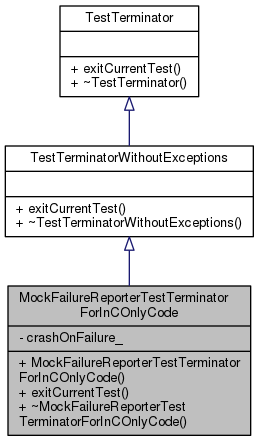 TestTerminator
+ exitCurrentTest()
+ ~TestTerminator()
TestTerminatorWithoutExceptions
+ exitCurrentTest()
+ ~TestTerminatorWithoutExceptions()
MockFailureReporterTestTerminator
ForInCOnlyCode
- crashOnFailure_
+ MockFailureReporterTestTerminator
ForInCOnlyCode()
+ exitCurrentTest()
+ ~MockFailureReporterTest
TerminatorForInCOnlyCode()